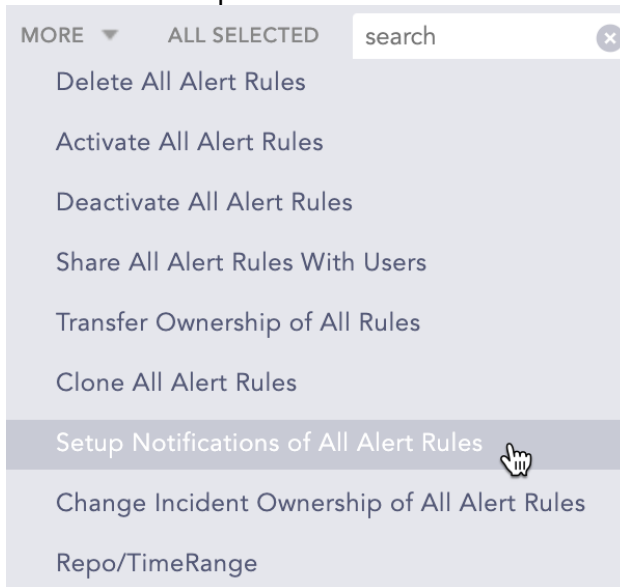 MORE ALL SELECTED search
Delete All Alert Rules
Activate All Alert Rules
Deactivate All Alert Rules
Share All Alert Rules With Users
Transfer Ownership of All Rules
Clone All Alert Rules
Setup Notifications of All Alert Rules
Change Incident Ownership of All Alert Rules
Repo/TimeRange